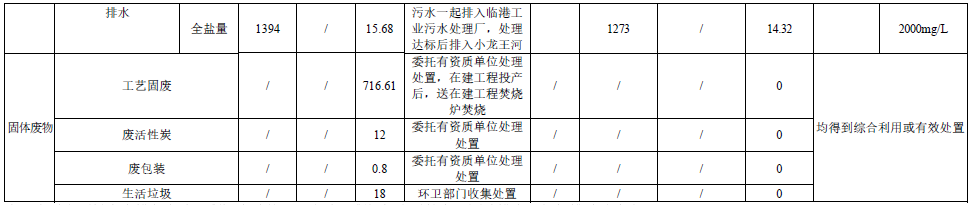 排水 全盐量 1394 / 15.68 污水一起排入临港工 1273 / 14.32 2000mg/L
业污水处理厂，处理
达标后排入小龙王河
固体废物 工艺固废 / / 716.61 委托有资质单位处理 / / / 0 均得到综合利用或有效处置
处置，在建工程投产
后，送在建工程焚烧
炉焚烧
废活性炭 / / 12 委托有资质单位处理 / / / 0
处置
废包装 / / 0.8 委托有资质单位处理 / / / 0
处置
生活垃圾 / / 18 环卫部门收集处置 / / / 0